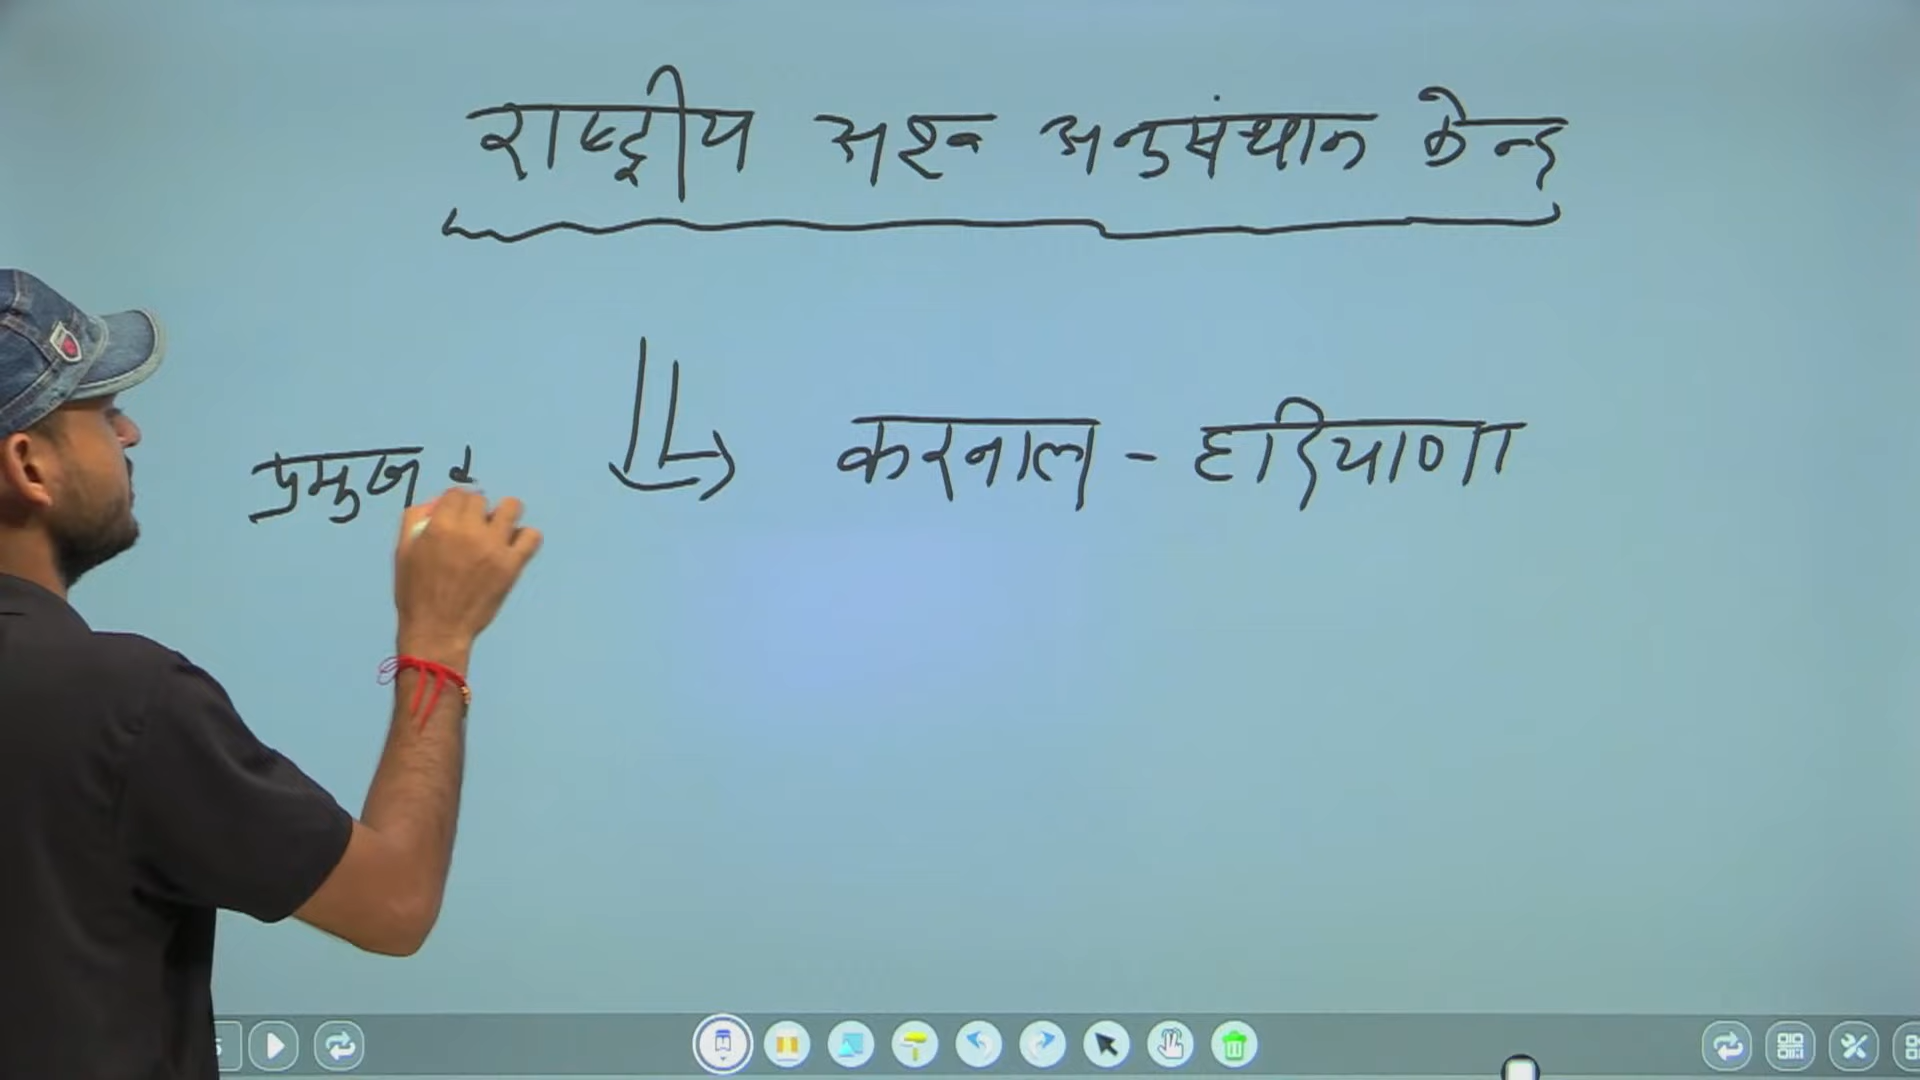 राष्ट्रीय अश्व अनुसंधान केन्द्र
प्रमुख
करनाल - हरियाणा